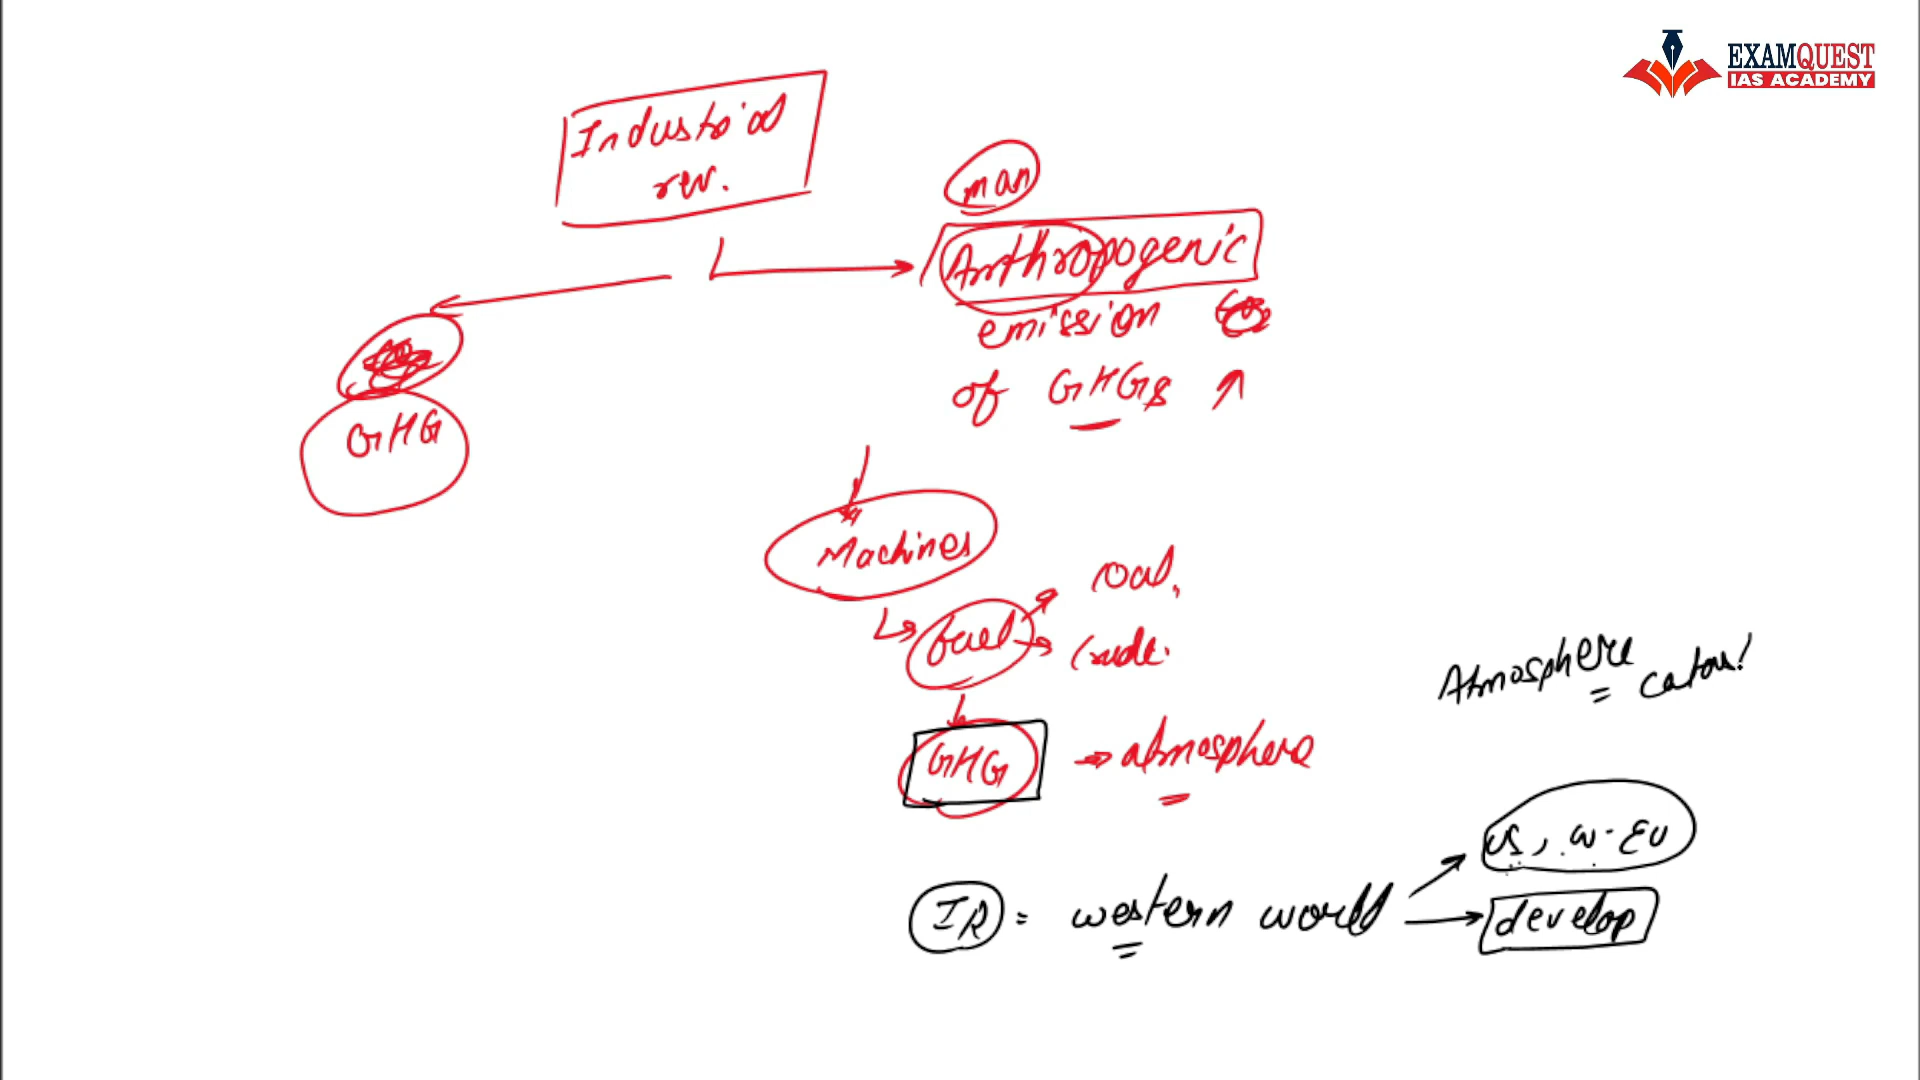 EXAMQUEST
IAS ACADEMY
Industrial
rev.
man
Anthropogenic
emission
of GHGs ↑
GHG
Machines
fuel
coal,
crude.
GHG → atmosphere
Atmosphere
US, W-EU
IR = western world
develop